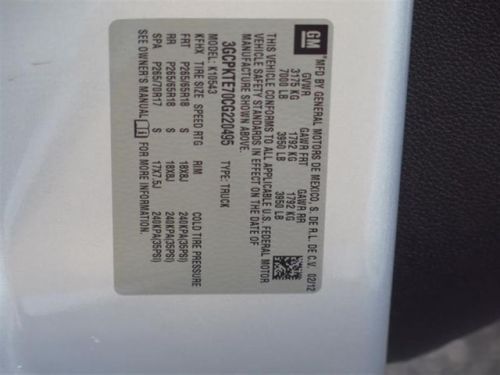 GM
MFD BY GENERAL MOTORS DE MEXICO, S. DE R.L. DE C.V. 02/12
GVWR GAWR FRT GAWR RR
3175 KG 1792 KG 1792 KG
7000 LB 3950 LB 3950 LB
THIS VEHICLE CONFORMS TO ALL APPLICABLE U.S. FEDERAL MOTOR
VEHICLE SAFETY STANDARDS IN EFFECT ON THE DATE OF
MANUFACTURE SHOWN ABOVE.
3GCPKTE70CG220495 TYPE: TRUCK
MODEL: K10543
KFHX TIRE SIZE SPEED RTG RIM COLD TIRE PRESSURE
FRT P265/65R18 S 18X8J 240KPA(35PSI)
RR P265/65R18 S 18X8J 240KPA(35PSI)
SPA P265/70R17 S 17X7.5J 240KPA(35PSI)
SEE OWNER'S MANUAL FOR MORE INFORMATION.